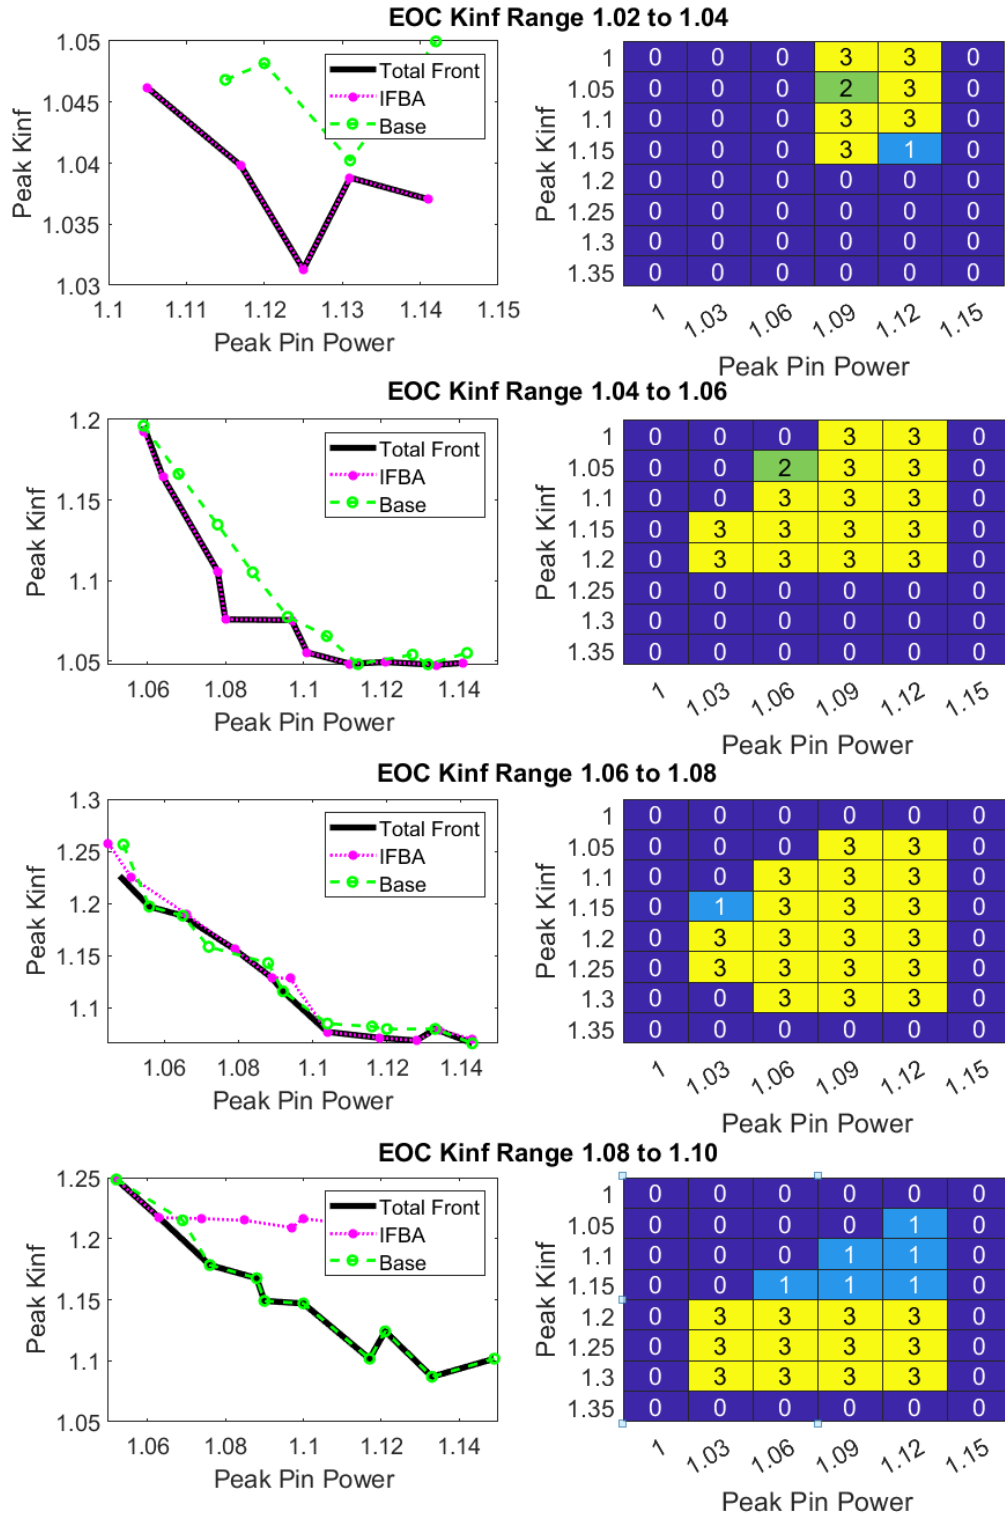 EOC Kinf Range 1.02 to 1.04
1.05
1.045
1.04
1.035
1.03
Peak Kinf
Total Front
IFBA
Base
1.1 1.11 1.12 1.13 1.14 1.15
Peak Pin Power
Peak Kinf
1 0 0 0 3 3 0
1.05 0 0 0 2 3 0
1.1 0 0 0 3 3 0
1.15 0 0 0 3 1 0
1.2 0 0 0 0 0 0
1.25 0 0 0 0 0 0
1.3 0 0 0 0 0 0
1.35 0 0 0 0 0 0
1 1.03 1.06 1.09 1.12 1.15
Peak Pin Power
EOC Kinf Range 1.04 to 1.06
1.2
1.15
1.1
1.05
Peak Kinf
Total Front
IFBA
Base
1.06 1.08 1.1 1.12 1.14
Peak Pin Power
Peak Kinf
1 0 0 0 3 3 0
1.05 0 0 2 3 3 0
1.1 0 0 3 3 3 0
1.15 0 3 3 3 3 0
1.2 0 3 3 3 3 0
1.25 0 0 0 0 0 0
1.3 0 0 0 0 0 0
1.35 0 0 0 0 0 0
1 1.03 1.06 1.09 1.12 1.15
Peak Pin Power
EOC Kinf Range 1.06 to 1.08
1.3
1.25
1.2
1.15
1.1
Peak Kinf
Total Front
IFBA
Base
1.06 1.08 1.1 1.12 1.14
Peak Pin Power
Peak Kinf
1 0 0 0 0 0 0
1.05 0 0 0 3 3 0
1.1 0 0 3 3 3 0
1.15 0 1 3 3 3 0
1.2 0 3 3 3 3 0
1.25 0 3 3 3 3 0
1.3 0 0 3 3 3 0
1.35 0 0 0 0 0 0
1 1.03 1.06 1.09 1.12 1.15
Peak Pin Power
EOC Kinf Range 1.08 to 1.10
1.25
1.2
1.15
1.1
1.05
Peak Kinf
Total Front
IFBA
Base
1.06 1.08 1.1 1.12 1.14
Peak Pin Power
Peak Kinf
1 0 0 0 0 0 0
1.05 0 0 0 0 1 0
1.1 0 0 0 1 1 0
1.15 0 0 1 1 1 0
1.2 0 3 3 3 3 0
1.25 0 3 3 3 3 0
1.3 0 3 3 3 3 0
1.35 0 0 0 0 0 0
1 1.03 1.06 1.09 1.12 1.15
Peak Pin Power